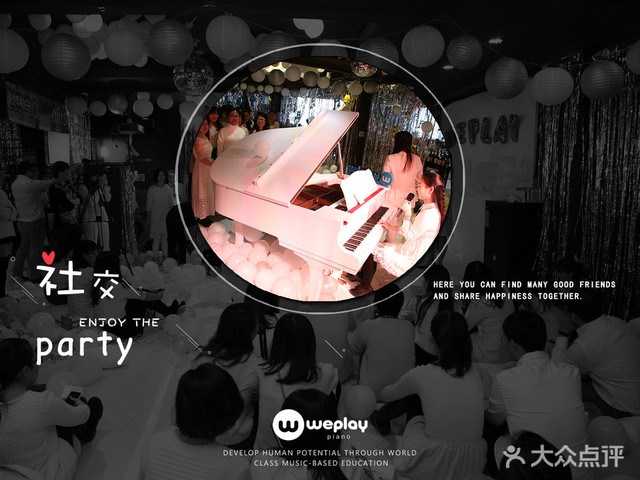 WEPLAY
W
社交
ENJOY THE
party
HERE YOU CAN FIND MANY GOOD FRIENDS
AND SHARE HAPPINESS TOGETHER.
W weplay
piano
DEVELOP HUMAN POTENTIAL THROUGH WORLD
CLASS MUSIC-BASED EDUCATION
大众点评